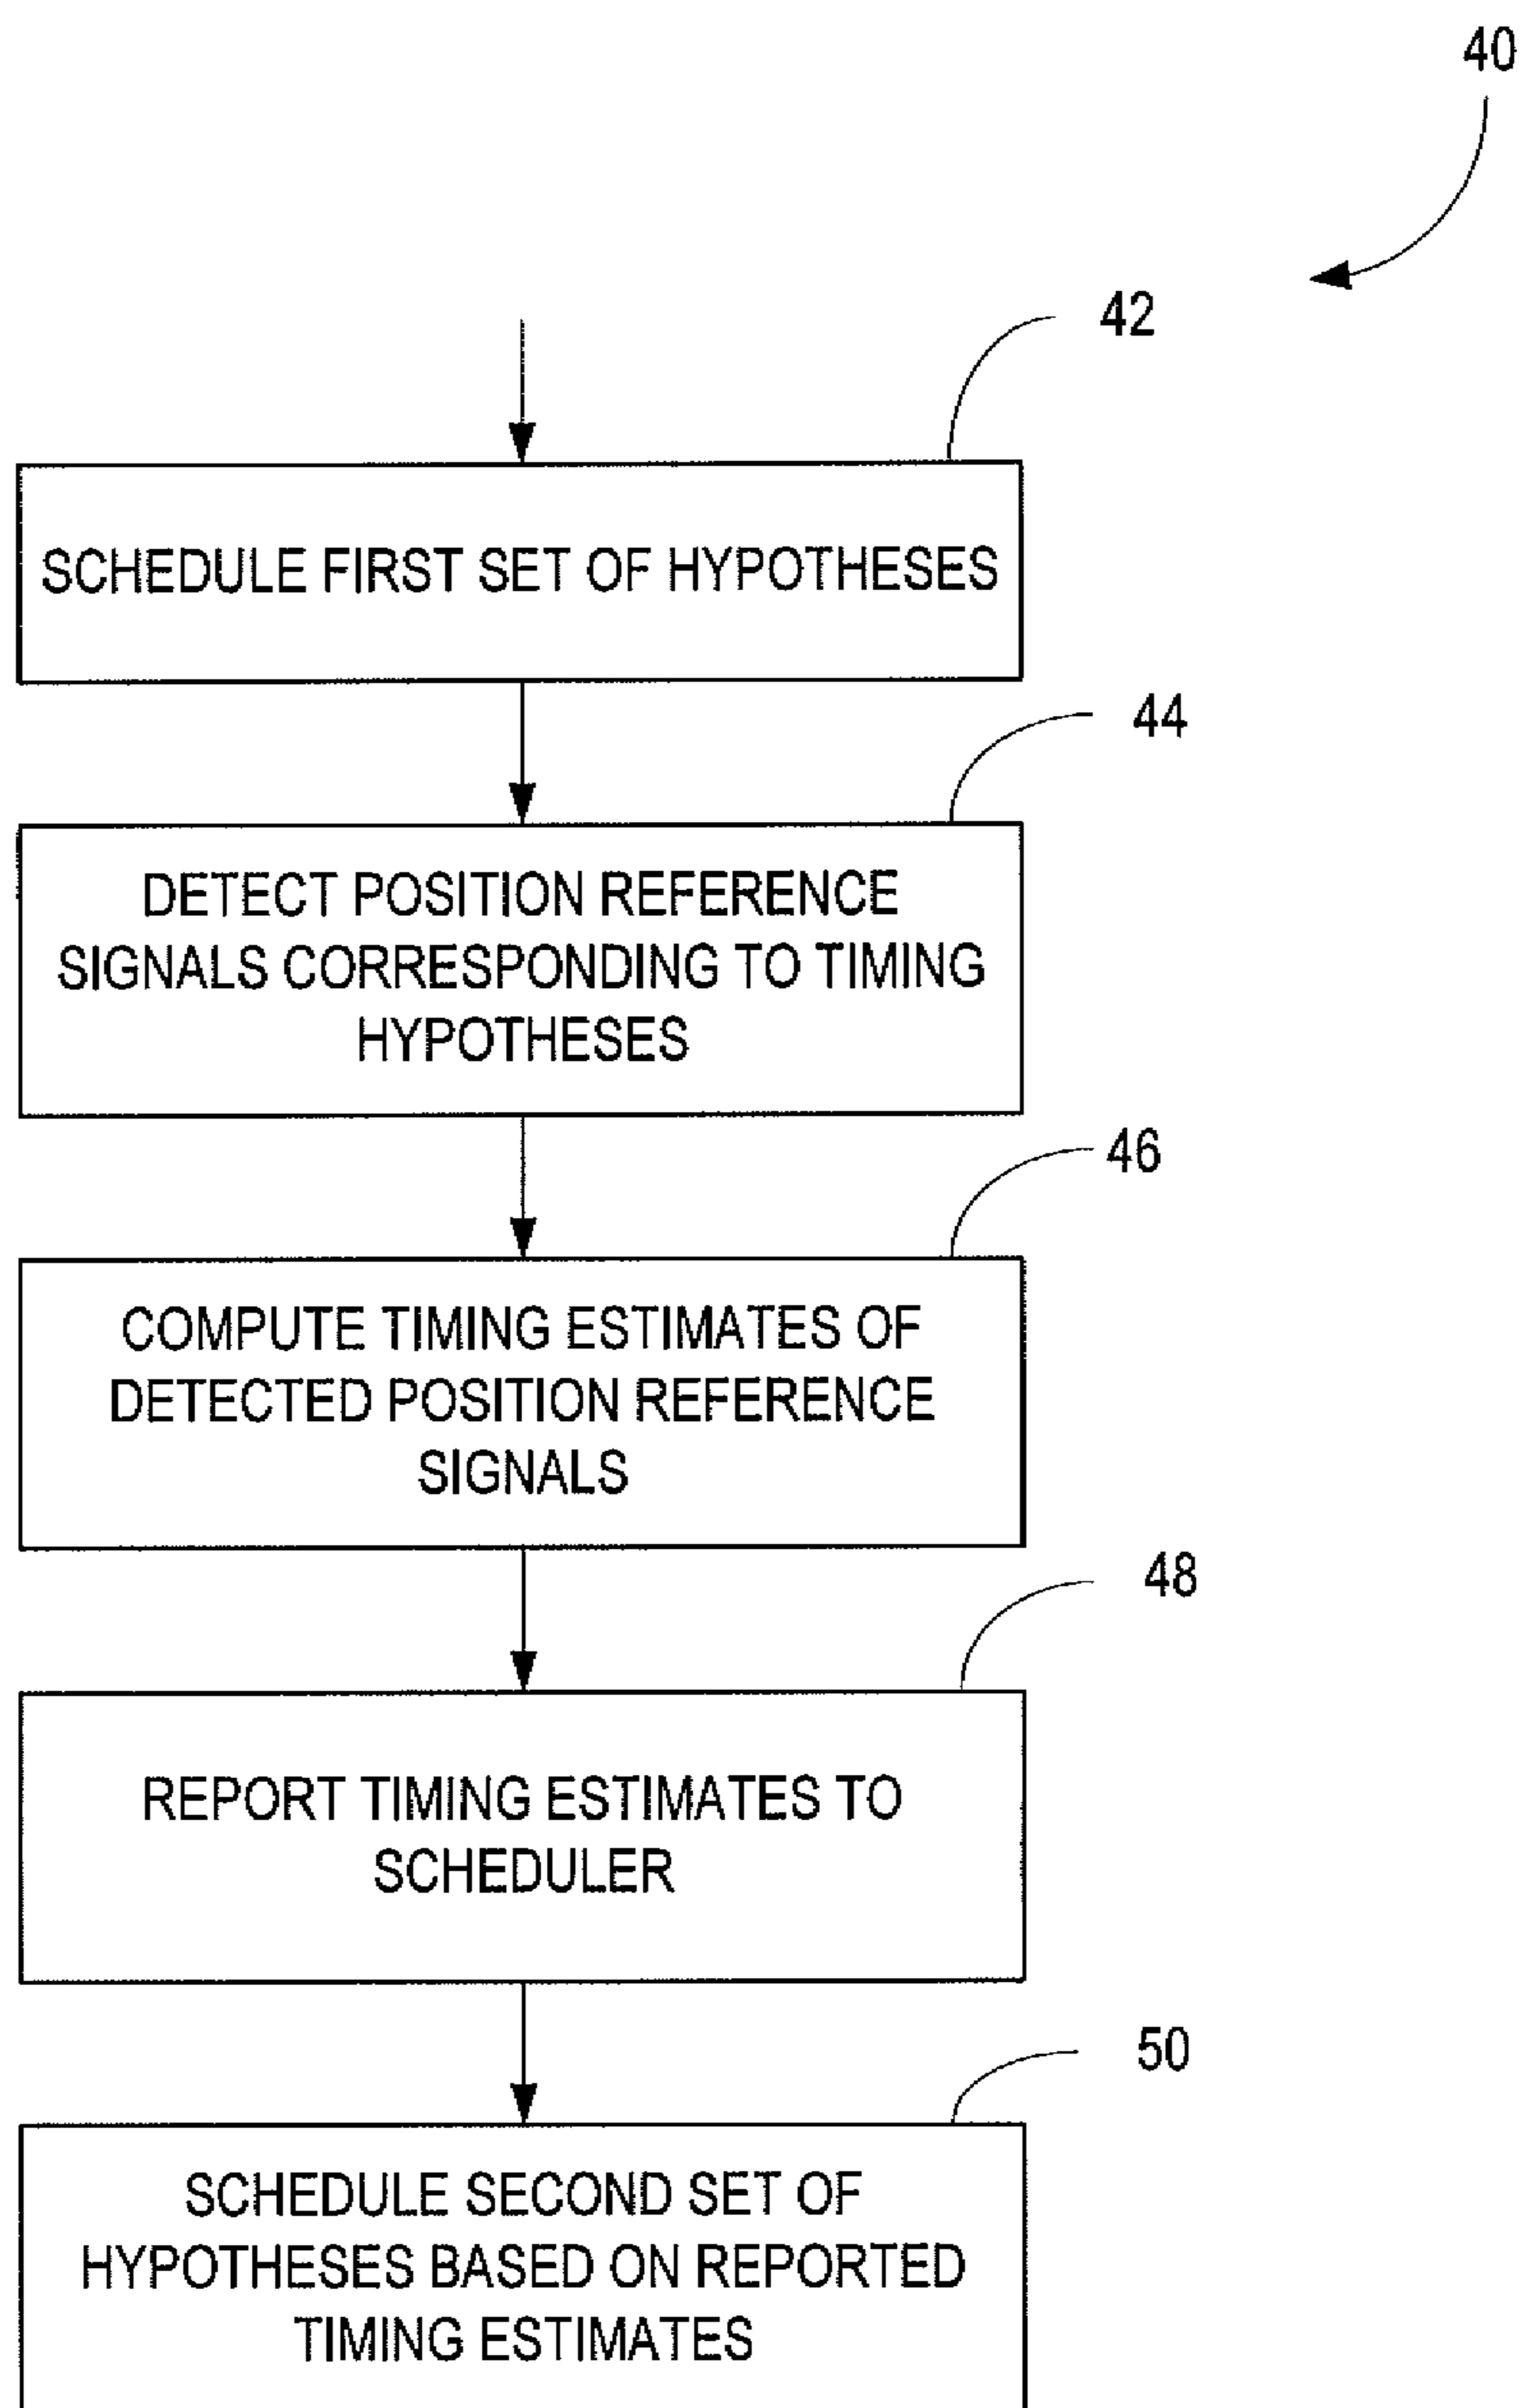 40
42
SCHEDULE FIRST SET OF HYPOTHESES
44
DETECT POSITION REFERENCE
SIGNALS CORRESPONDING TO TIMING
HYPOTHESES
46
COMPUTE TIMING ESTIMATES OF
DETECTED POSITION REFERENCE
SIGNALS
48
REPORT TIMING ESTIMATES TO
SCHEDULER
50
SCHEDULE SECOND SET OF
HYPOTHESES BASED ON REPORTED
TIMING ESTIMATES